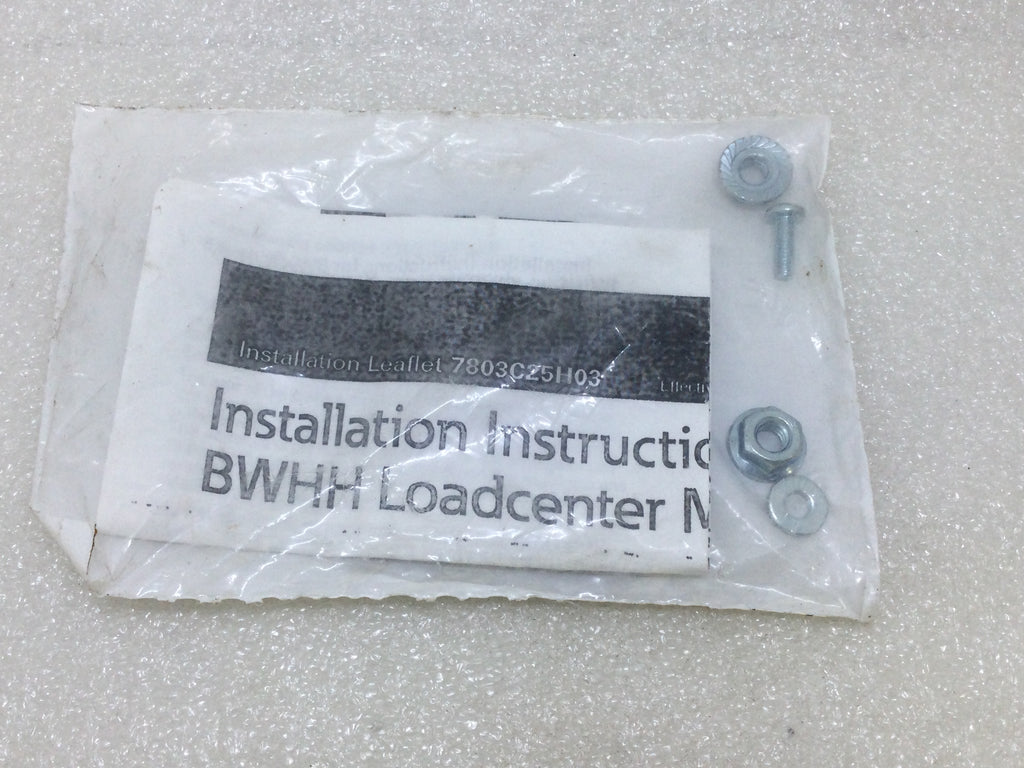 Installation Leaflet 7803C25H03
Installation Instructio
BWHH Loadcenter M